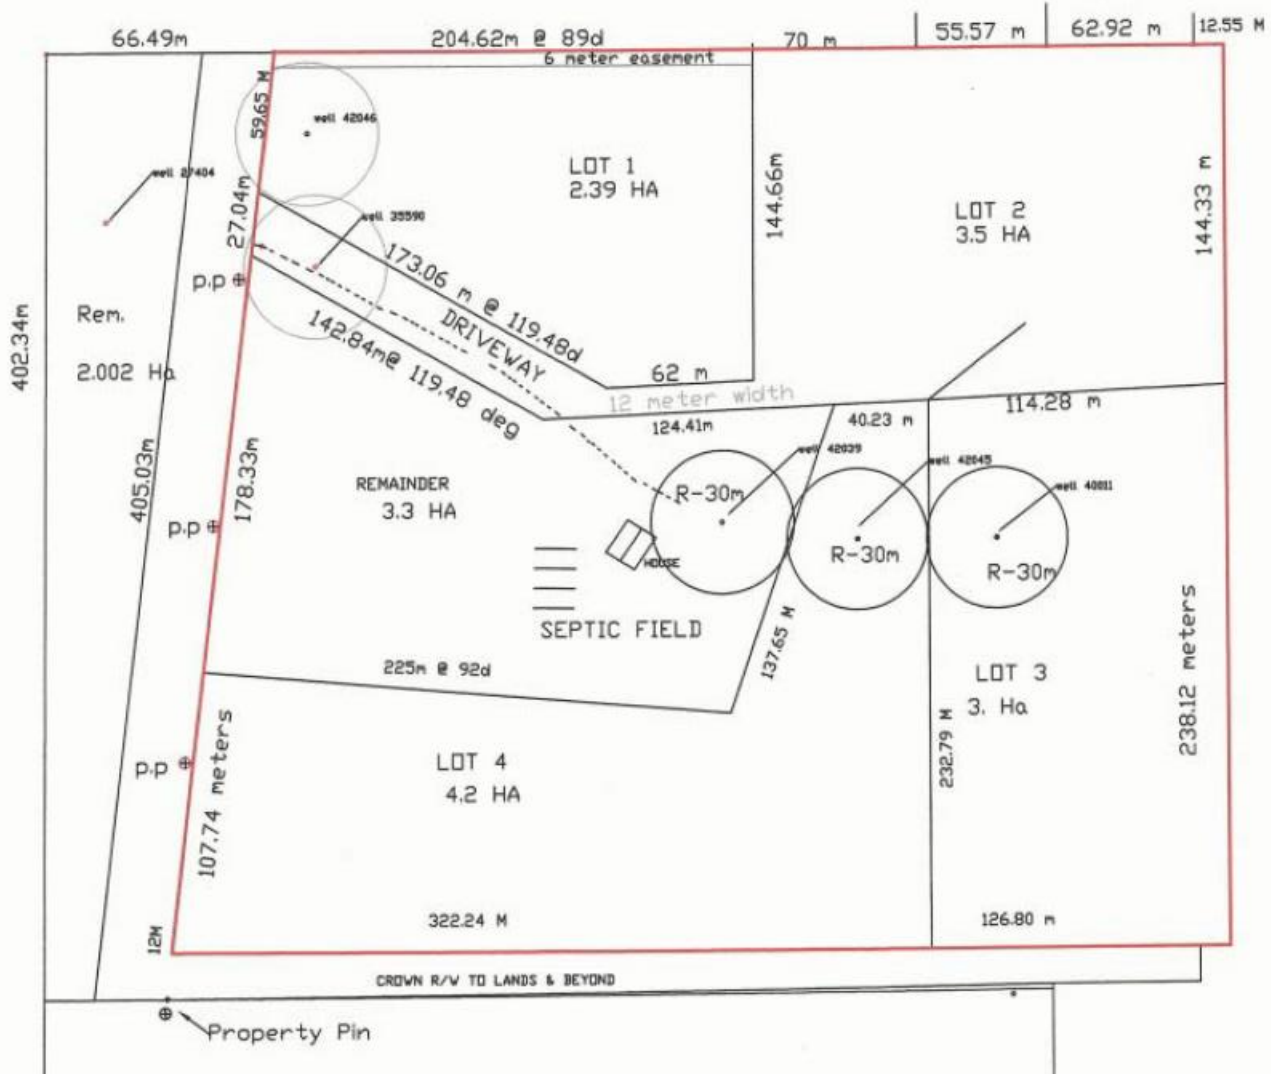 66.49m
204.62m @ 89d
70 m
55.57 m
62.92 m
12.55 M
6 meter easement
59.65 M
well 42046
well 27404
LOT 1
2.39 HA
144.66m
LOT 2
3.5 HA
144.33 m
27.04m
well 35590
p.p
173.06 m @ 119.48d
DRIVEWAY
142.84m@ 119.48 deg
Rem.
2.002 Ha
402.34m
62 m
12 meter width
124.41m
40.23 m
114.28 m
405.03m
178.33m
REMAINDER
3.3 HA
well 42039
well 42045
well 40011
R-30m
R-30m
R-30m
p.p
HOUSE
SEPTIC FIELD
137.65 M
238.12 meters
225m @ 92d
LOT 3
3. Ha
232.79 M
LOT 4
4.2 HA
p.p
107.74 meters
322.24 M
126.80 m
12M
CROWN R/W TO LANDS & BEYOND
Property Pin